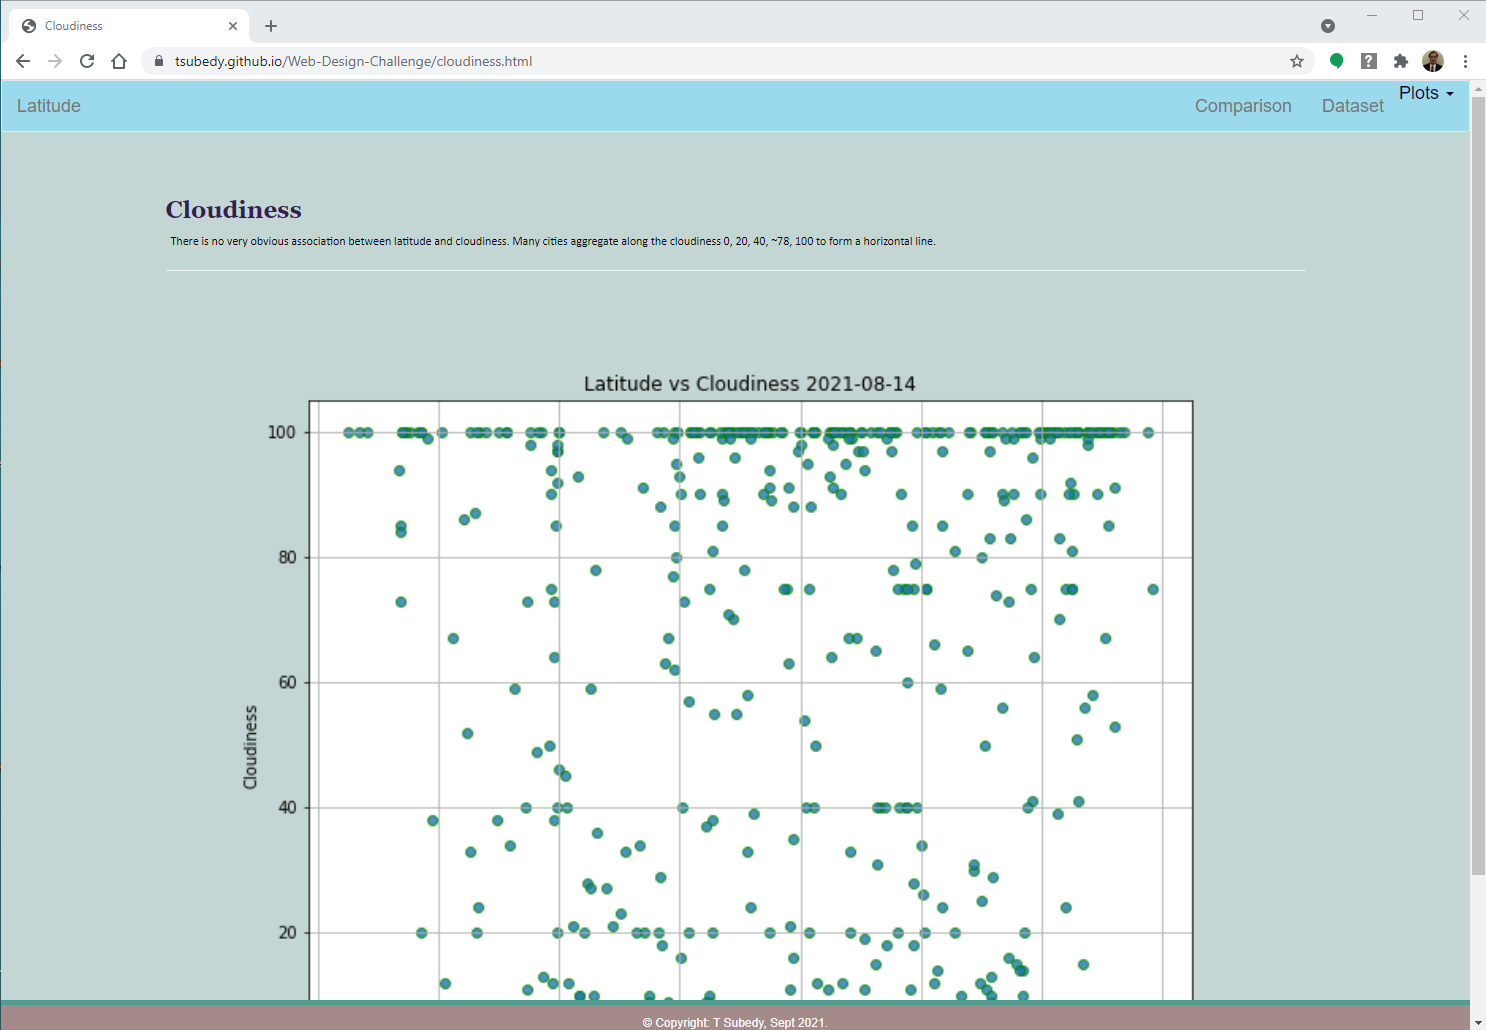 Cloudiness
tsubedy.github.io/Web-Design-Challenge/cloudiness.html
Latitude
Comparison
Dataset
Plots
Cloudiness
There is no very obvious association between latitude and cloudiness. Many cities aggregate along the cloudiness 0, 20, 40, ~78, 100 to form a horizontal line.
Latitude vs Cloudiness 2021-08-14
100
80
60
Cloudiness
40
20
© Copyright: T Subedy, Sept 2021.